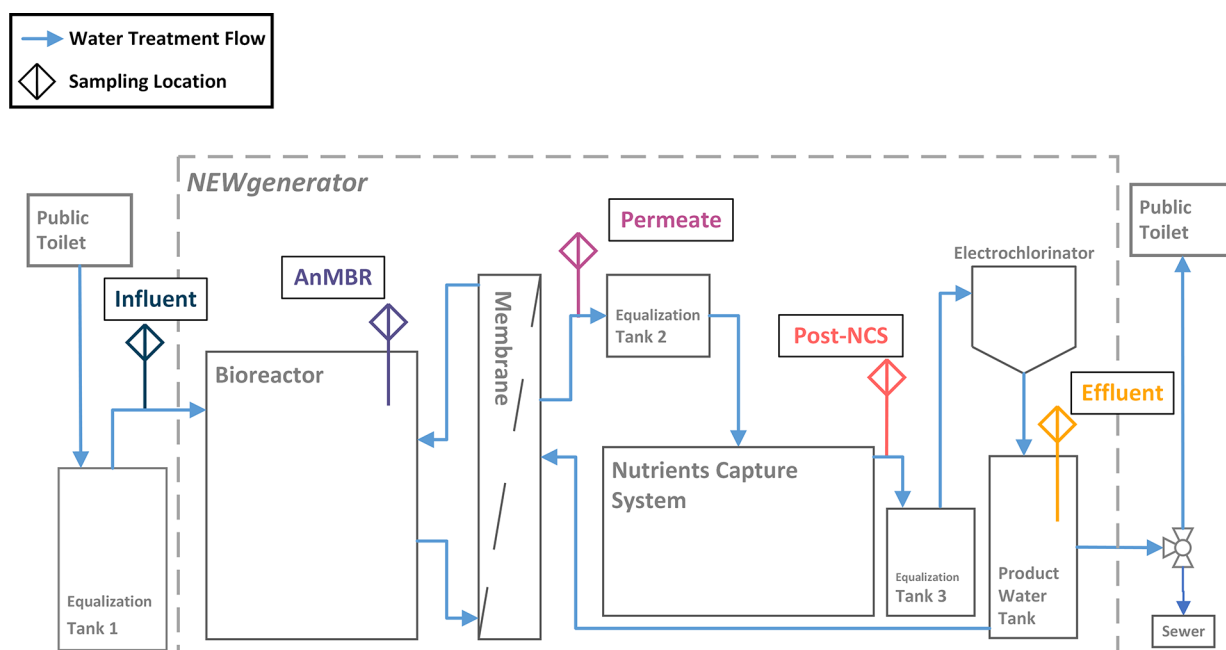 Water Treatment Flow
Sampling Location
NEWgenerator
Public
Toilet
Influent
AnMBR
Bioreactor
Membrane
Permeate
Equalization
Tank 2
Post-NCS
Electrochlorinator
Effluent
Public
Toilet
Nutrients Capture
System
Equalization
Tank 1
Equalization
Tank 3
Product
Water
Tank
Sewer